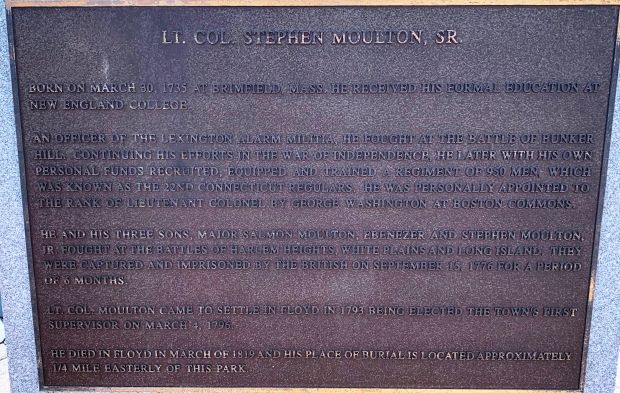 LT. COL. STEPHEN MOULTON, SR.
BORN ON MARCH 30, 1735 AT BRIMFIELD, MASS. HE RECEIVED HIS FORMAL EDUCATION AT
NEW ENGLAND COLLEGE.
AN OFFICER OF THE LEXINGTON ALARM MILITIA, HE FOUGHT AT THE BATTLE OF BUNKER
HILL. CONTINUING HIS EFFORTS IN THE WAR OF INDEPENDENCE, HE LATER WITH HIS OWN
PERSONAL FUNDS RECRUITED, EQUIPPED AND TRAINED A REGIMENT OF 950 MEN, WHICH
WAS KNOWN AS THE 22ND CONNECTICUT REGULARS. HE WAS PERSONALLY APPOINTED TO
THE RANK OF LIEUTENANT COLONEL BY GEORGE WASHINGTON AT BOSTON COMMONS.
HE AND HIS THREE SONS, MAJOR SALMON MOULTON, EBENEZER AND STEPHEN MOULTON,
JR. FOUGHT AT THE BATTLES OF HARLEM HEIGHTS, WHITE PLAINS AND LONG ISLAND. THEY
WERE CAPTURED AND IMPRISONED BY THE BRITISH ON SEPTEMBER 15, 1776 FOR A PERIOD
OF 6 MONTHS.
LT. COL. MOULTON CAME TO SETTLE IN FLOYD IN 1793 BEING ELECTED THE TOWN'S FIRST
SUPERVISOR ON MARCH 4, 1796.
HE DIED IN FLOYD IN MARCH OF 1819 AND HIS PLACE OF BURIAL IS LOCATED APPROXIMATELY
1/4 MILE EASTERLY OF THIS PARK.